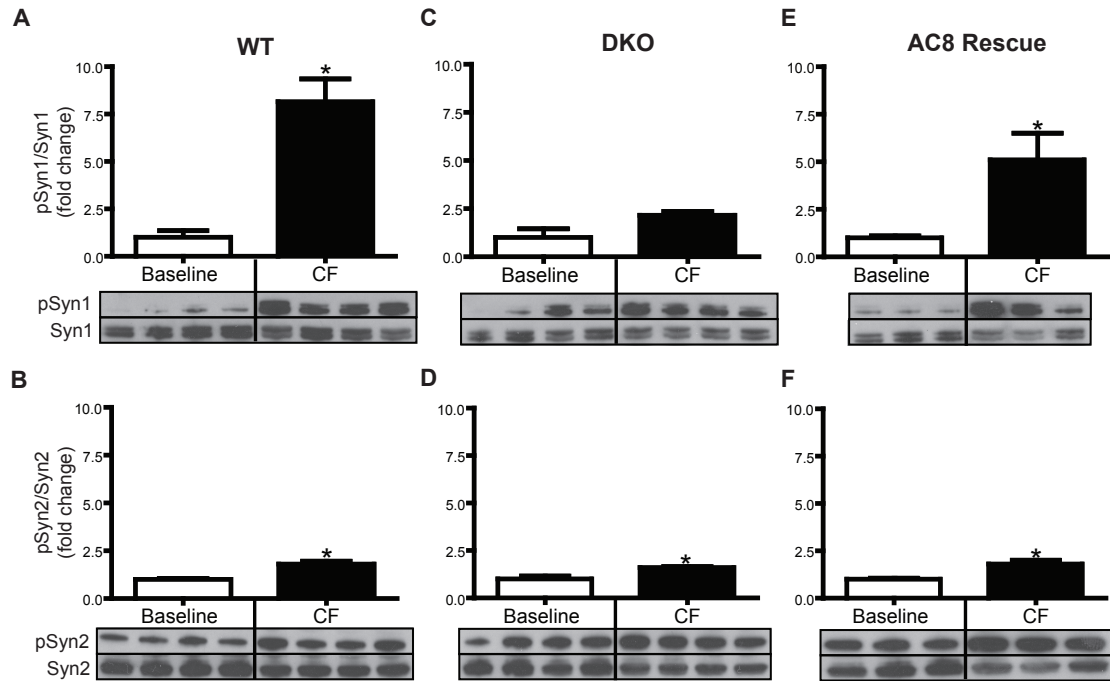 A
WT
10.0
7.5
5.0
2.5
0.0
pSyn1/Syn1
(fold change)
*
Baseline
CF
pSyn1
Syn1
C
DKO
10.0
7.5
5.0
2.5
0.0
Baseline
CF
E
AC8 Rescue
10.0
7.5
5.0
2.5
0.0
*
Baseline
CF
B
10.0
7.5
5.0
2.5
0.0
pSyn2/Syn2
(fold change)
*
Baseline
CF
pSyn2
Syn2
D
10.0
7.5
5.0
2.5
0.0
*
Baseline
CF
F
10.0
7.5
5.0
2.5
0.0
*
Baseline
CF